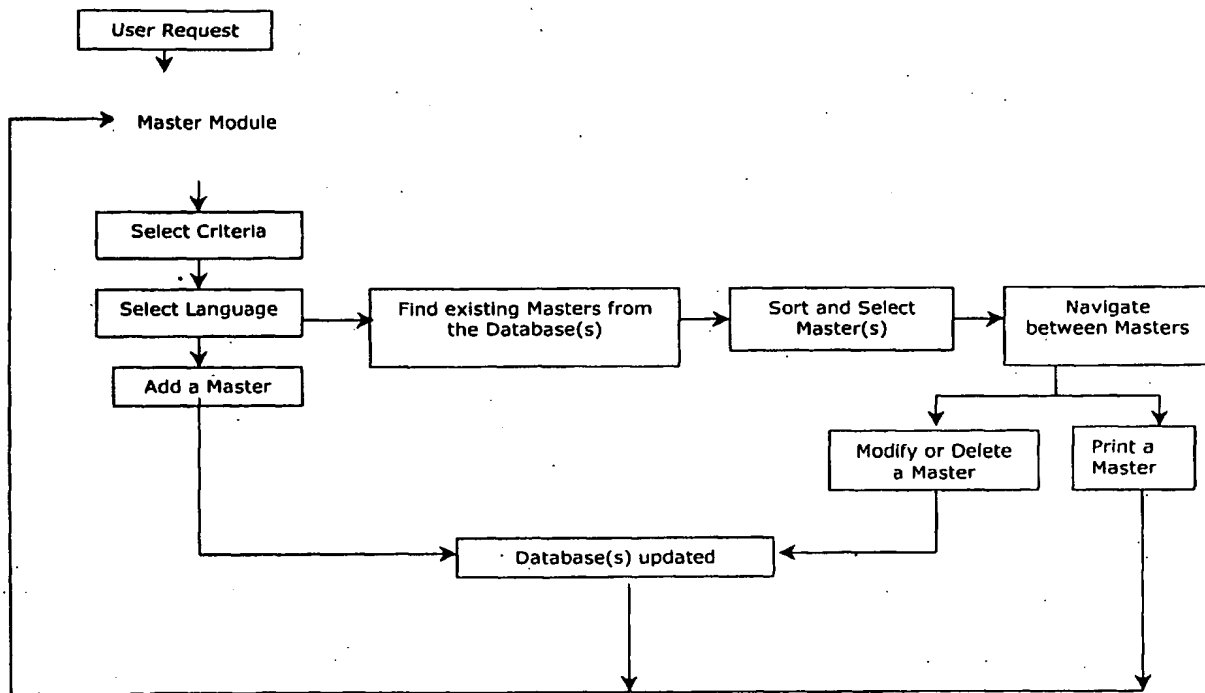 User Request
Master Module
Select Criteria
Select Language
Find existing Masters from
the Database(s)
Sort and Select
Master(s)
Navigate
between Masters
Add a Master
Modify or Delete
a Master
Print a
Master
Database(s) updated